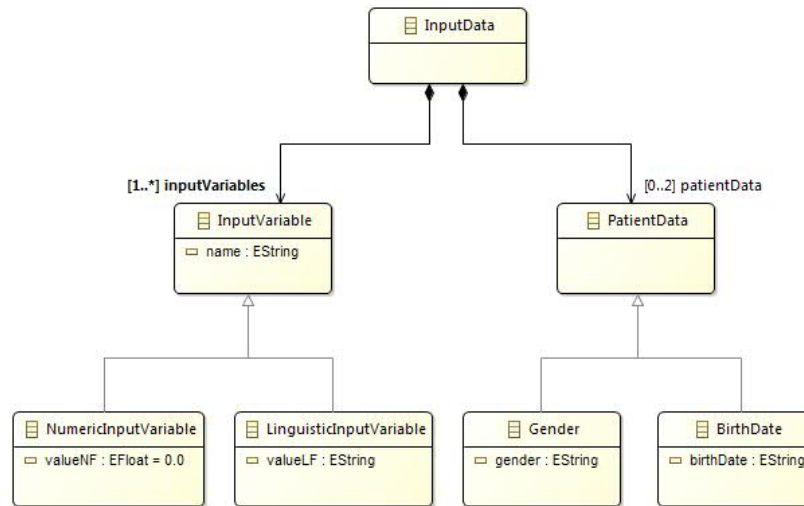 InputData
[1..*] inputVariables
[0..2] patientData
InputVariable
name : EString
PatientData
NumericInputVariable
valueNF : EFloat = 0.0
LinguisticInputVariable
valueLF : EString
Gender
gender : EString
BirthDate
birthDate : EString